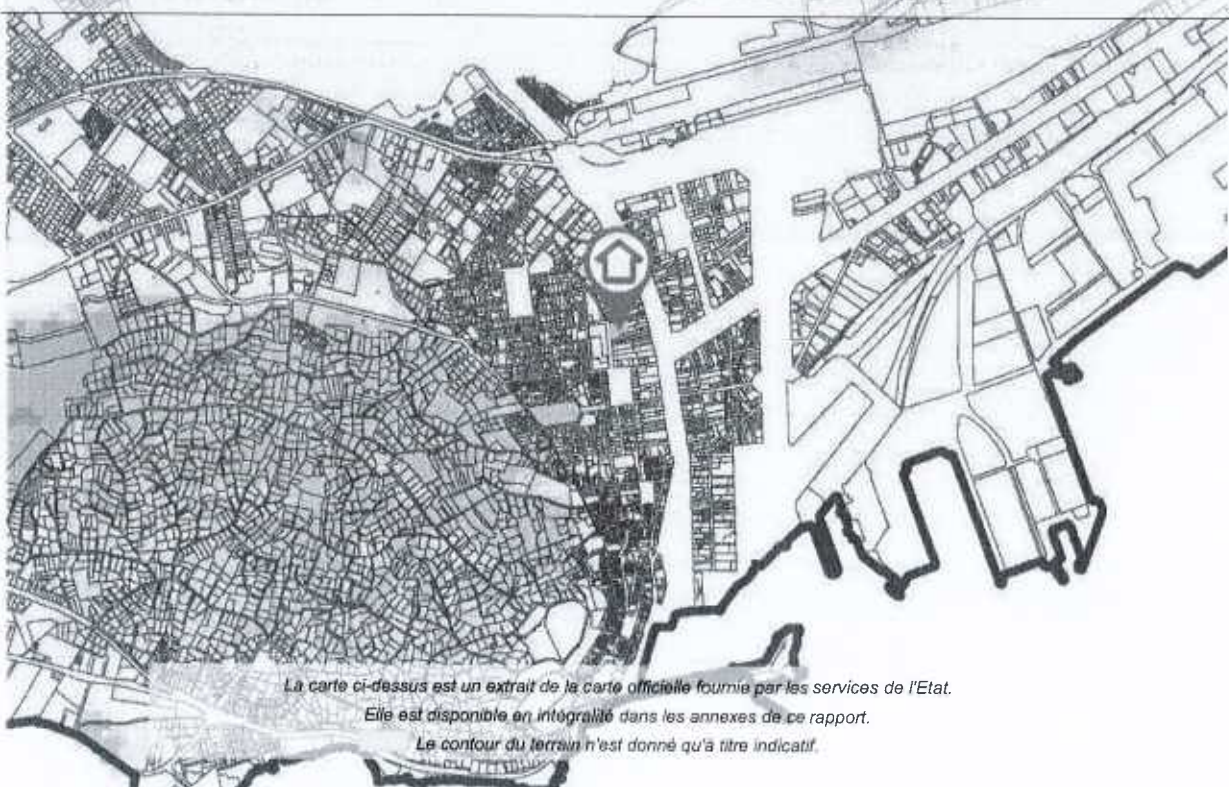 La carte ci-dessus est un extrait de la carte officielle fournie par les services de l'Etat.
Elle est disponible en intégralité dans les annexes de ce rapport.
Le contour du terrain n'est donné qu'à titre indicatif.